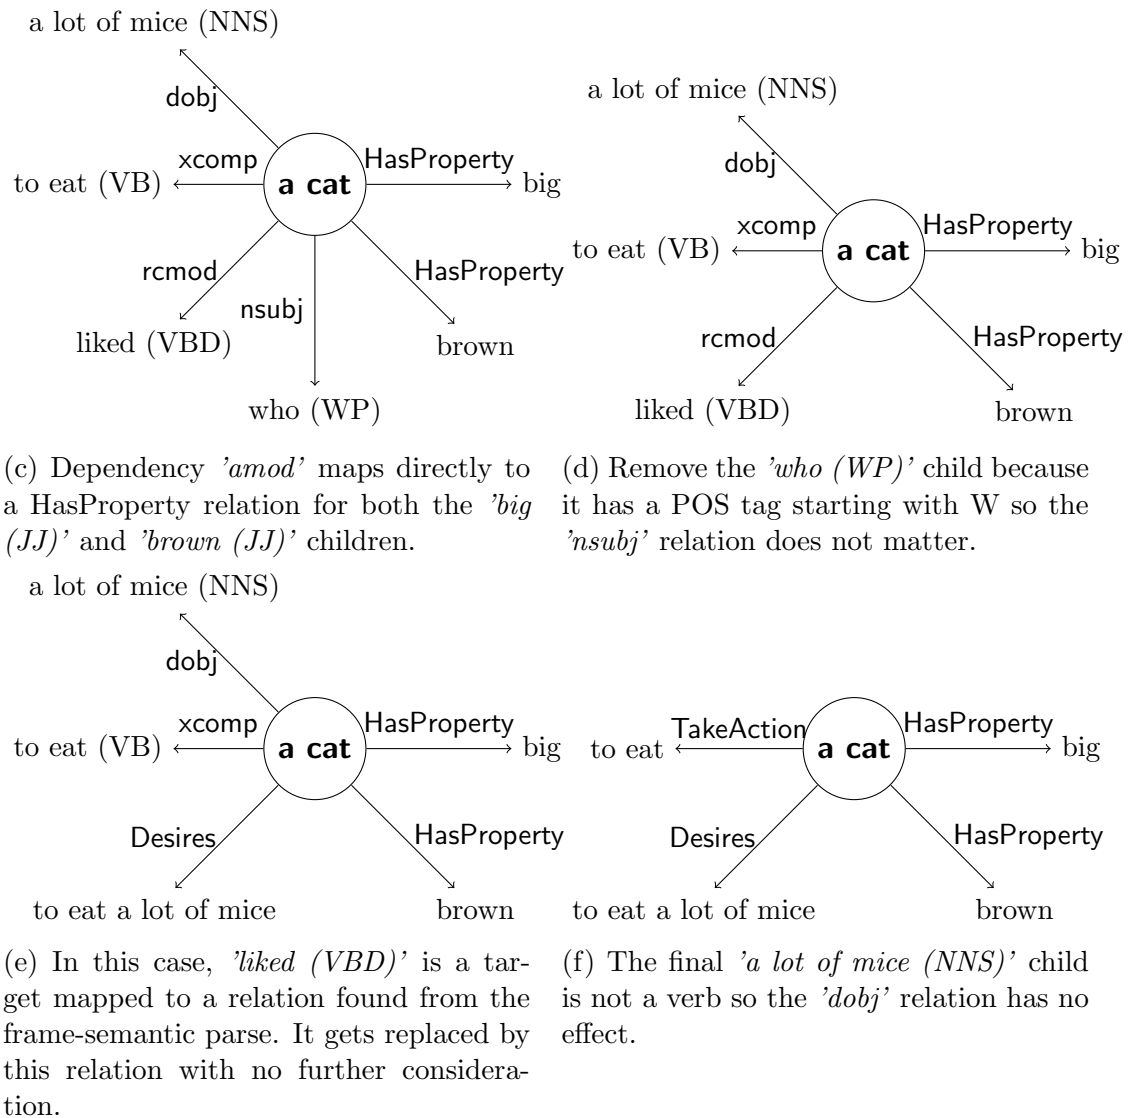 a lot of mice (NNS)
dobj
xcomp
HasProperty
to eat (VB)
a cat
big
rcmod
nsubj
HasProperty
liked (VBD)
brown
who (WP)
(c) Dependency 'amod' maps directly to
a HasProperty relation for both the 'big
(JJ)' and 'brown (JJ)' children.
a lot of mice (NNS)
dobj
xcomp
HasProperty
to eat (VB)
a cat
big
rcmod
HasProperty
liked (VBD)
brown
(d) Remove the 'who (WP)' child because
it has a POS tag starting with W so the
'nsubj' relation does not matter.
a lot of mice (NNS)
dobj
xcomp
HasProperty
to eat (VB)
a cat
big
Desires
HasProperty
to eat a lot of mice
brown
(e) In this case, 'liked (VBD)' is a tar-
get mapped to a relation found from the
frame-semantic parse. It gets replaced by
this relation with no further considera-
tion.
TakeAction
HasProperty
to eat
a cat
big
Desires
HasProperty
to eat a lot of mice
brown
(f) The final 'a lot of mice (NNS)' child
is not a verb so the 'dobj' relation has no
effect.